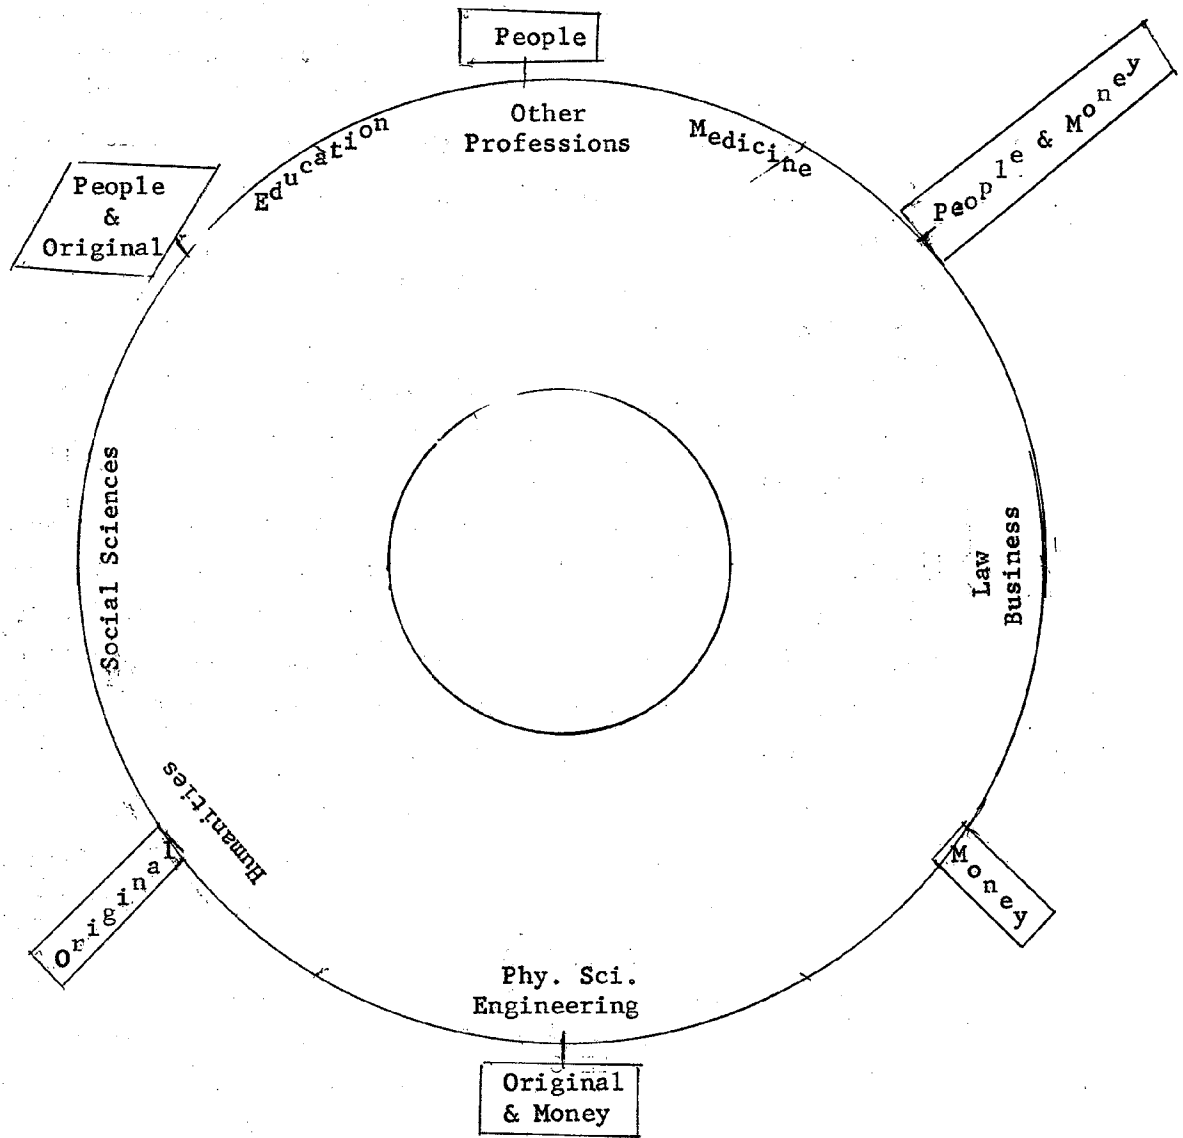 People
Other
Professions
Medicine
People & Money
Education
People
&
Original
Social Sciences
Law
Business
Humanities
Original
Money
Phy. Sci.
Engineering
Original
& Money